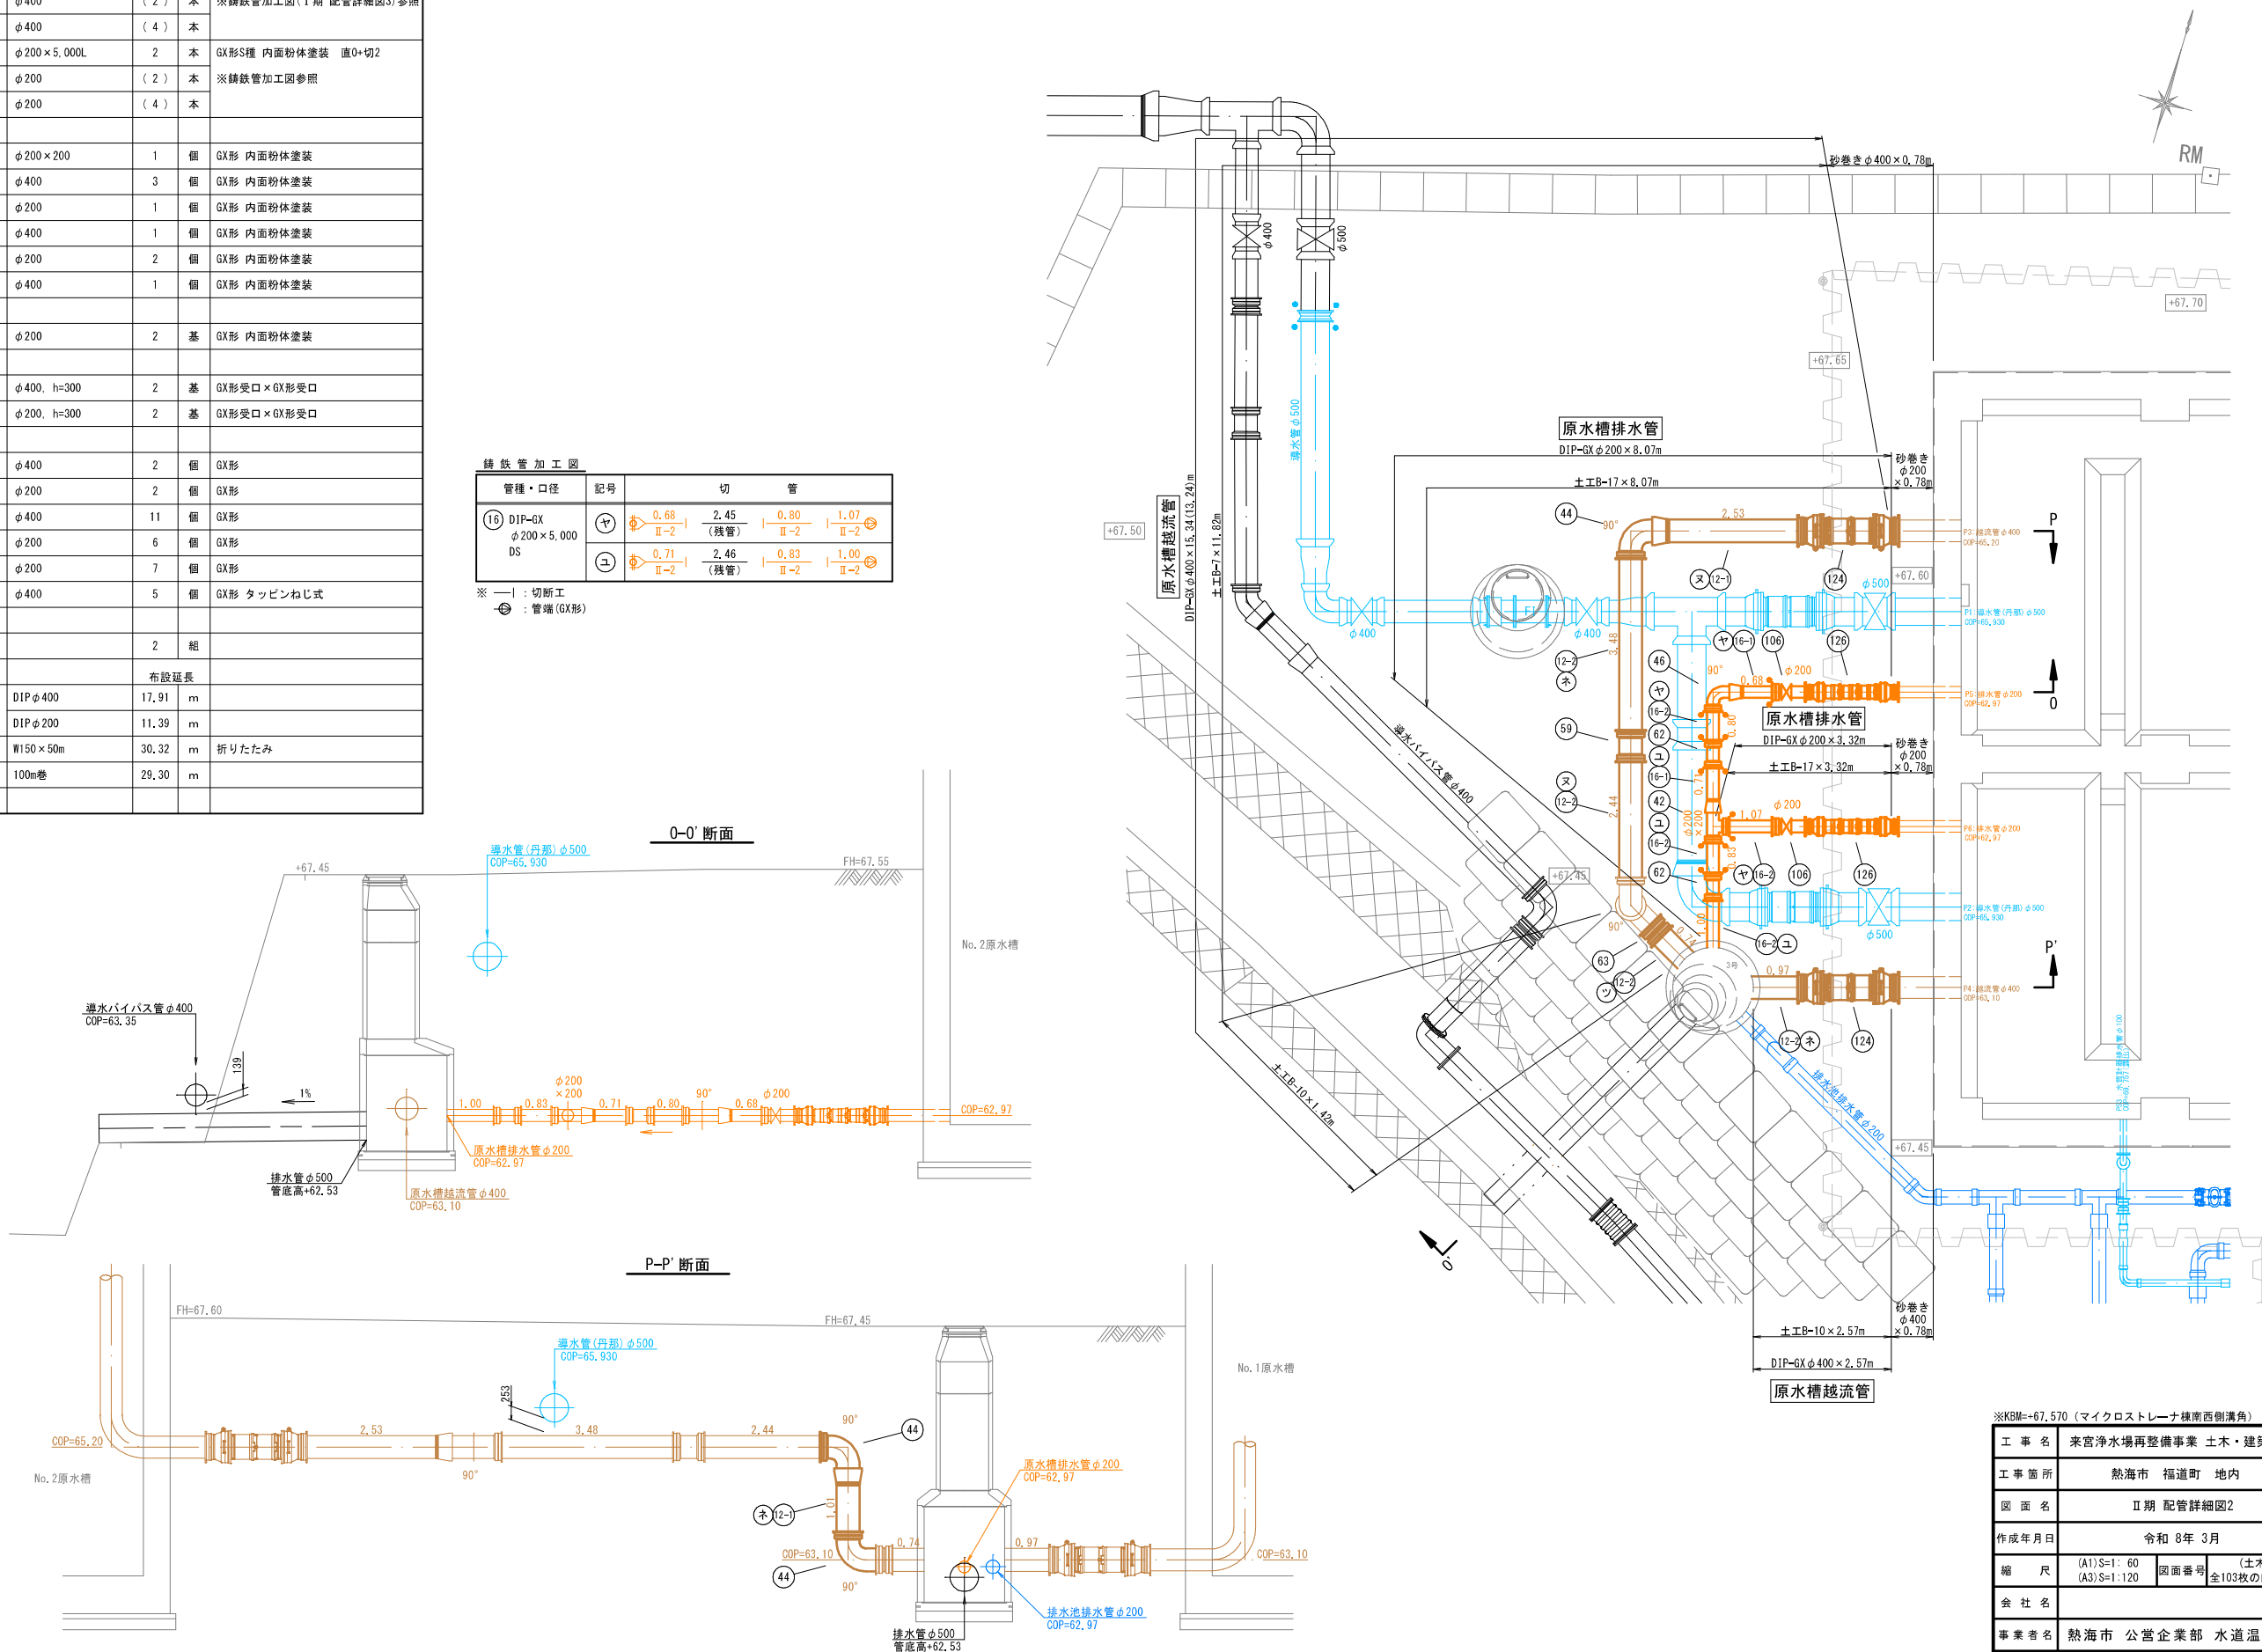 φ400 ( 2 ) 本 ※鋳鉄管加工図(Ⅰ期 配管詳細図3)参照
φ400 ( 4 ) 本
φ200×5,000L 2 本 GX形S種 内面粉体塗装 直0+切2
φ200 ( 2 ) 本 ※鋳鉄管加工図参照
φ200 ( 4 ) 本
φ200×200 1 個 GX形 内面粉体塗装
φ400 3 個 GX形 内面粉体塗装
φ200 1 個 GX形 内面粉体塗装
φ400 1 個 GX形 内面粉体塗装
φ200 2 個 GX形 内面粉体塗装
φ400 1 個 GX形 内面粉体塗装
φ200 2 基 GX形 内面粉体塗装
φ400, h=300 2 基 GX形受口×GX形受口
φ200, h=300 2 基 GX形受口×GX形受口
φ400 2 個 GX形
φ200 2 個 GX形
φ400 11 個 GX形
φ200 6 個 GX形
φ200 7 個 GX形
φ400 5 個 GX形 タッピンねじ式
2 組
布設延長
DIPφ400 17.91 m
DIPφ200 11.39 m
W150×50m 30.32 m 折りたたみ
100m巻 29.30 m
鋳鉄管加工図
管種・口径 記号 切管
16 DIP-GX φ200×5,000 DS
ヤ 0.68 Ⅱ-2 2.45 (残管) 0.80 Ⅱ-2 1.07 Ⅱ-2
ユ 0.71 Ⅱ-2 2.46 (残管) 0.83 Ⅱ-2 1.00 Ⅱ-2
※ : 切断工
: 管端(GX形)
RM
砂巻きφ400×0.78m
φ400
φ500
+67.70
+67.65
導水管φ500
原水槽排水管
DIP-GXφ200×8.07m
土工B-17×8.07m
砂巻き
φ200
×0.78m
原水槽越流管
DIP-GXφ400×15.34(13.24)m
土工B-7×11.82m
+67.50
44
90°
2.53
P3:越流管φ400
COP=65.20
P
ヌ 12-1
124
+67.60
φ500
P1:導水管(丹那)φ500
COP=65.930
FL
φ400
φ400
3.48
12-2
ネ
46
ヤ 16-1
106
126
90°
0.68
φ200
P5:排水管φ200
COP=62.97
O
ヤ
16-2
0.80
59
62
原水槽排水管
DIP-GXφ200×3.32m
土工B-17×3.32m
砂巻き
φ200
×0.78m
ユ
16-1
0.71
ヌ
12-2
2.44
42
φ200
×200
1.07
φ200
P6:排水管φ200
COP=62.97
ユ
16-2
0.83
62
ヤ 16-2
106
126
導水バイパス管φ400
+67.45
90°
1.00
P2:導水管(丹那)φ500
COP=65.930
φ500
0.74
63
12-2
ツ
16-2 ユ
3号
0.97
P'
P4:越流管φ400
COP=63.10
12-2 ネ
124
排水池排水管φ200
+67.45
土工B-10×1.42m
O'
土工B-10×2.57m
砂巻き
φ400
×0.78m
DIP-GXφ400×2.57m
原水槽越流管
O-O' 断面
+67.45
導水管(丹那)φ500
COP=65.930
FH=67.55
No.2原水槽
導水バイパス管φ400
COP=63.35
139
1%
1.00
0.83
φ200
×200
0.71
0.80
90°
0.68
φ200
COP=62.97
原水槽排水管φ200
COP=62.97
排水管φ500
管底高+62.53
原水槽越流管φ400
COP=63.10
P-P' 断面
FH=67.60
FH=67.45
導水管(丹那)φ500
COP=65.930
253
No.1原水槽
COP=65.20
2.53
3.48
2.44
90°
44
No.2原水槽
90°
原水槽排水管φ200
COP=62.97
ネ 12-1
1.01
COP=63.10
0.74
0.97
COP=63.10
44
90°
排水池排水管φ200
COP=62.97
排水管φ500
管底高+62.53
※KBM=+67.570 (マイクロストレーナ棟南西側溝角)
工事名 来宮浄水場再整備事業 土木・建築
工事箇所 熱海市 福道町 地内
図面名 Ⅱ期 配管詳細図2
作成年月日 令和 8年 3月
縮尺 (A1)S=1: 60 (A3)S=1:120 図面番号 (土木 全103枚の
会社名
事業者名 熱海市 公営企業部 水道温